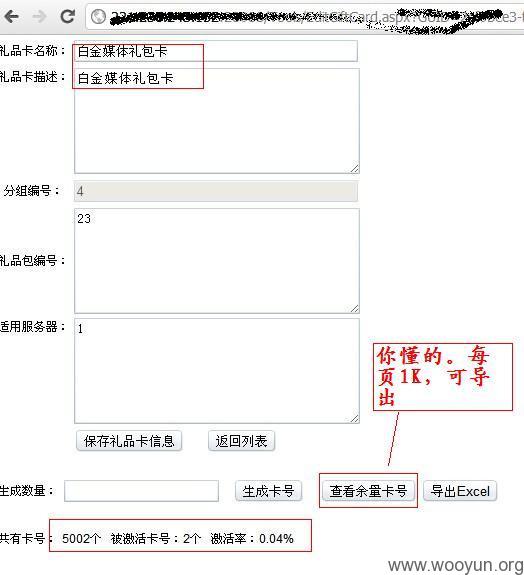 礼品卡名称：
白金媒体礼包卡
礼品卡描述：
白金媒体礼包卡
分组编号：
4
礼品包编号：
23
适用服务器：
1
你懂的。每
页1K，可导
出
保存礼品卡信息
返回列表
生成数量：
生成卡号
查看余量卡号
导出Excel
共有卡号： 5002个 被激活卡号：2个 激活率：0.04%
www.wooyun.org